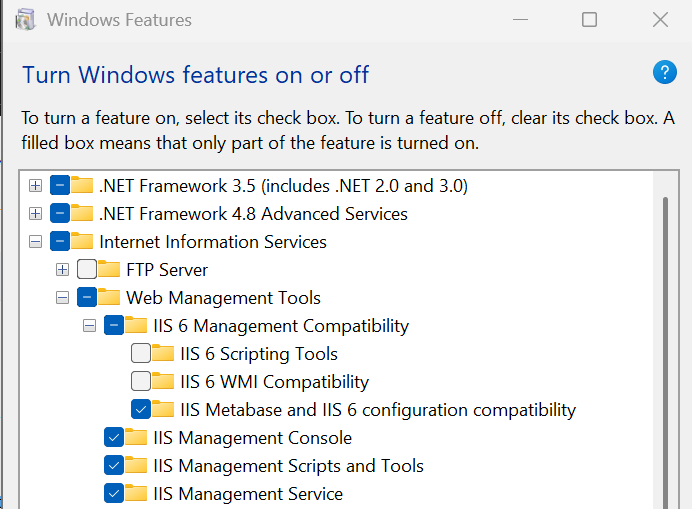 Windows Features
Turn Windows features on or off
?
To turn a feature on, select its check box. To turn a feature off, clear its check box. A
filled box means that only part of the feature is turned on.
.NET Framework 3.5 (includes .NET 2.0 and 3.0)
.NET Framework 4.8 Advanced Services
Internet Information Services
FTP Server
Web Management Tools
IIS 6 Management Compatibility
IIS 6 Scripting Tools
IIS 6 WMI Compatibility
IIS Metabase and IIS 6 configuration compatibility
IIS Management Console
IIS Management Scripts and Tools
IIS Management Service